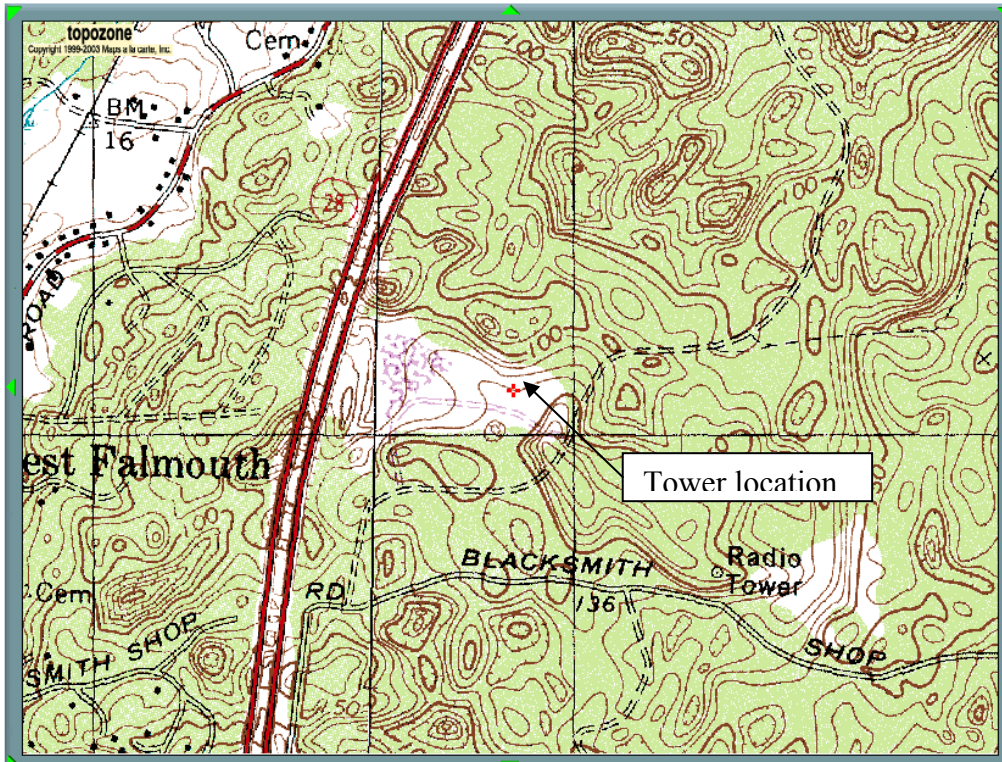 topozone
Copyright 1999-2003 Maps a la carte, Inc.
Cem
50
BM
16
28
100
ROAD
100
Tower location
est Falmouth
BLACKSMITH
Radio
Tower
Cem
RD
136
SMITH SHOP
SHOP
50